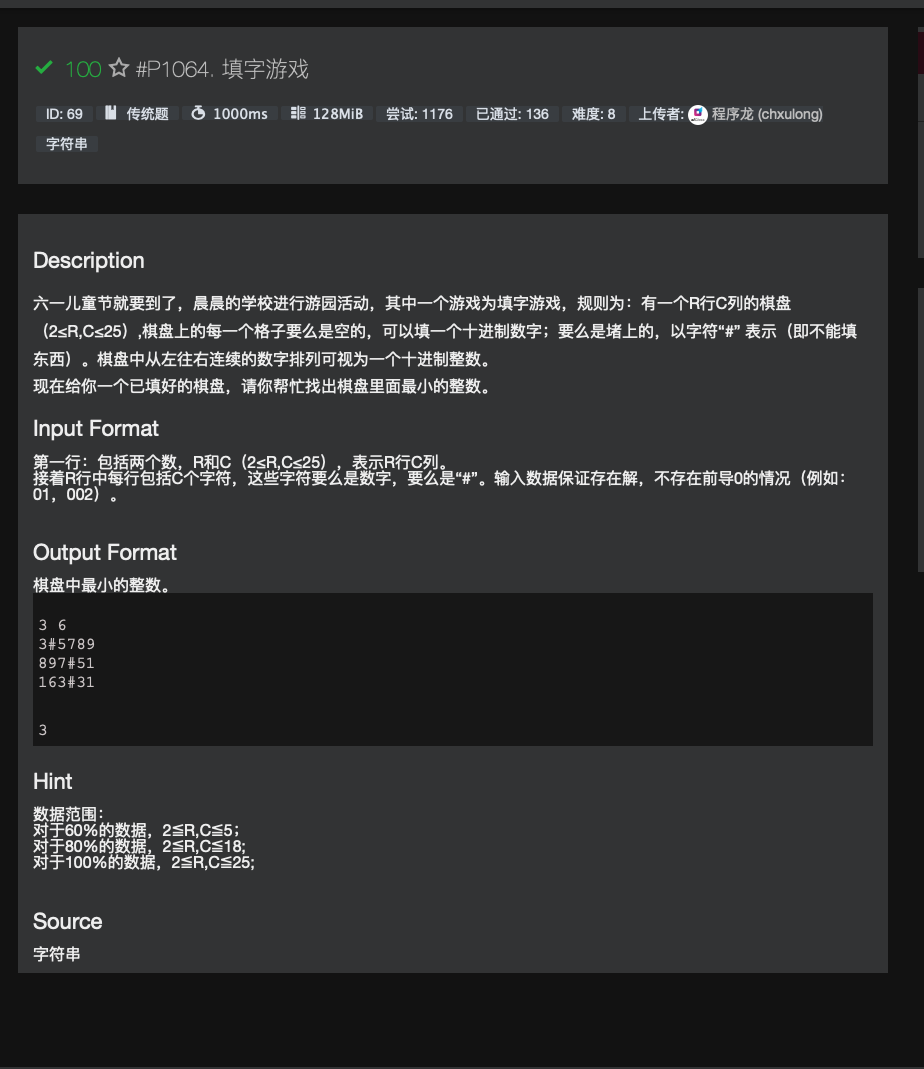 100 #P1064. 填字游戏
ID: 69 传统题 1000ms 128MiB 尝试: 1176 已通过: 136 难度: 8 上传者: 程序龙 (chxulong)
字符串
Description
六一儿童节就要到了，晨晨的学校进行游园活动，其中一个游戏为填字游戏，规则为：有一个R行C列的棋盘
（2≤R,C≤25）,棋盘上的每一个格子要么是空的，可以填一个十进制数字；要么是堵上的，以字符“#” 表示（即不能填
东西）。棋盘中从左往右连续的数字排列可视为一个十进制整数。
现在给你一个已填好的棋盘，请你帮忙找出棋盘里面最小的整数。
Input Format
第一行：包括两个数，R和C（2≤R,C≤25），表示R行C列。
接着R行中每行包括C个字符，这些字符要么是数字，要么是“#”。输入数据保证存在解，不存在前导0的情况（例如：
01，002）。
Output Format
棋盘中最小的整数。
3 6
3#5789
897#51
163#31
3
Hint
数据范围：
对于60%的数据，2≦R,C≦5；
对于80%的数据，2≦R,C≦18;
对于100%的数据，2≦R,C≦25;
Source
字符串